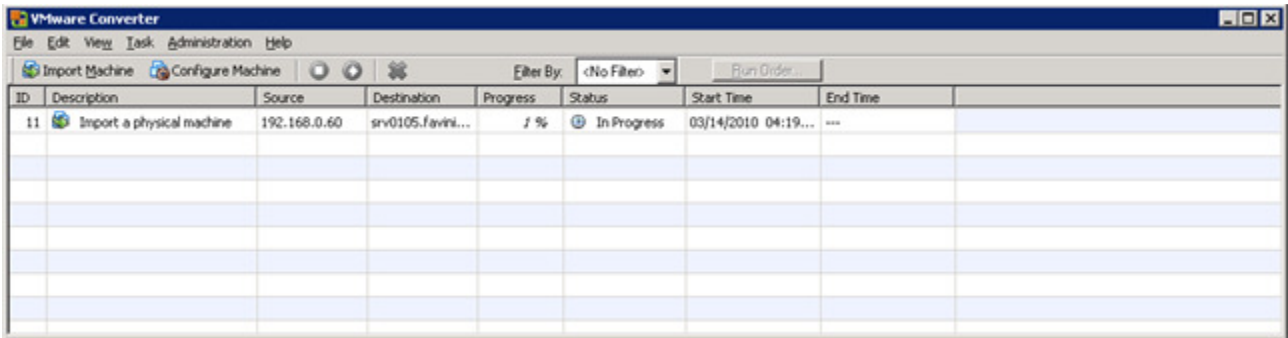 VMware Converter
File Edit View Task Administration Help
Import Machine Configure Machine Filter By: <No Filter> Run Order...
ID Description Source Destination Progress Status Start Time End Time
11 Import a physical machine 192.168.0.60 srv0105.favini... 1 % In Progress 03/14/2010 04:19... ---